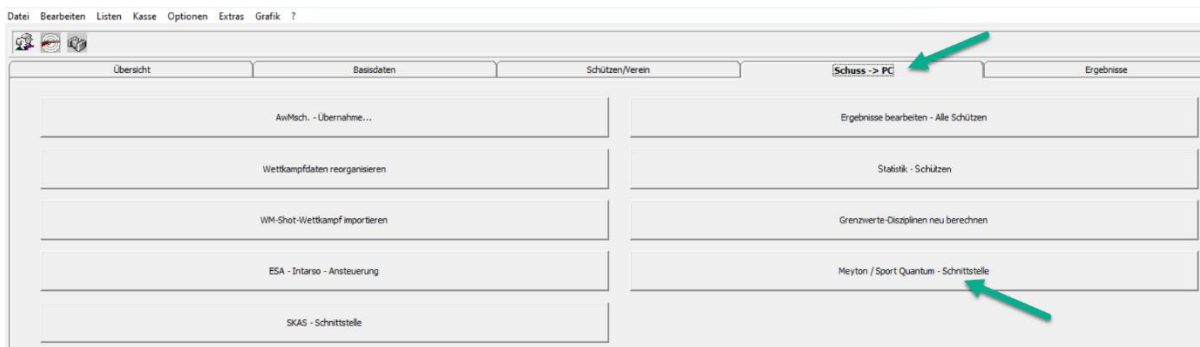 Datei Bearbeiten Listen Kasse Optionen Extras Grafik ?
Übersicht Basisdaten Schützen/Verein Schuss -> PC Ergebnisse
AwMsch. - Übernahme... Ergebnisse bearbeiten - Alle Schützen
Wettkampfdaten reorganisieren Statistik - Schützen
WM-Shot-Wettkampf importieren Grenzwerte-Disziplinen neu berechnen
ESA - Intarso - Ansteuerung Meyton / Sport Quantum - Schnittstelle
SKAS - Schnittstelle